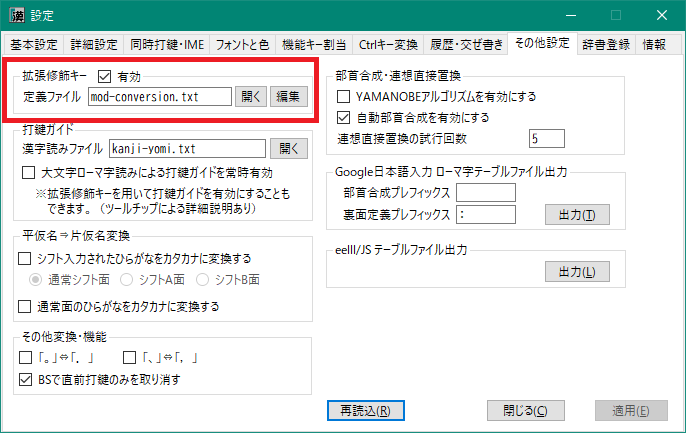 漢 設定
基本設定 詳細設定 同時打鍵・IME フォントと色 機能キー割当 Ctrlキー変換 履歴・交ぜ書き その他設定 辞書登録 情報
拡張修飾キー 有効
定義ファイル mod-conversion.txt 開く 編集
打鍵ガイド
漢字読みファイル kanji-yomi.txt 開く
大文字ローマ字読みによる打鍵ガイドを常時有効
※拡張修飾キーを用いて打鍵ガイドを有効にすることも
できます。（ツールチップによる詳細説明あり）
平仮名⇒片仮名変換
シフト入力されたひらがなをカタカナに変換する
通常シフト面 シフトA面 シフトB面
通常面のひらがなをカタカナに変換する
その他変換・機能
「。」⇔「． 」 「、」⇔「， 」
BSで直前打鍵のみを取り消す
部首合成・連想直接置換
YAMANOBEアルゴリズムを有効にする
自動部首合成を有効にする
連想直接置換の試行回数 5
Google日本語入力 ローマ字テーブルファイル出力
部首合成プレフィックス
裏面定義プレフィックス : 出力(T)
eelll/JS テーブルファイル出力
出力(L)
再読込(R) 閉じる(C) 適用(E)